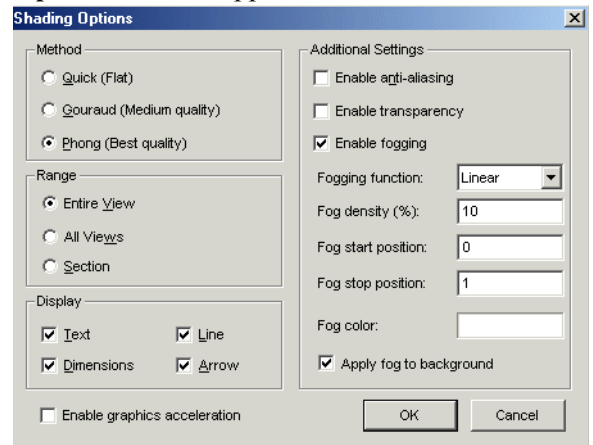 Shading Options
Method
Quick (Flat)
Gouraud (Medium quality)
Phong (Best quality)
Range
Entire View
All Views
Section
Display
Text
Line
Dimensions
Arrow
Enable graphics acceleration
Additional Settings
Enable anti-aliasing
Enable transparency
Enable fogging
Fogging function: Linear
Fog density (%): 10
Fog start position: 0
Fog stop position: 1
Fog color:
Apply fog to background
OK
Cancel